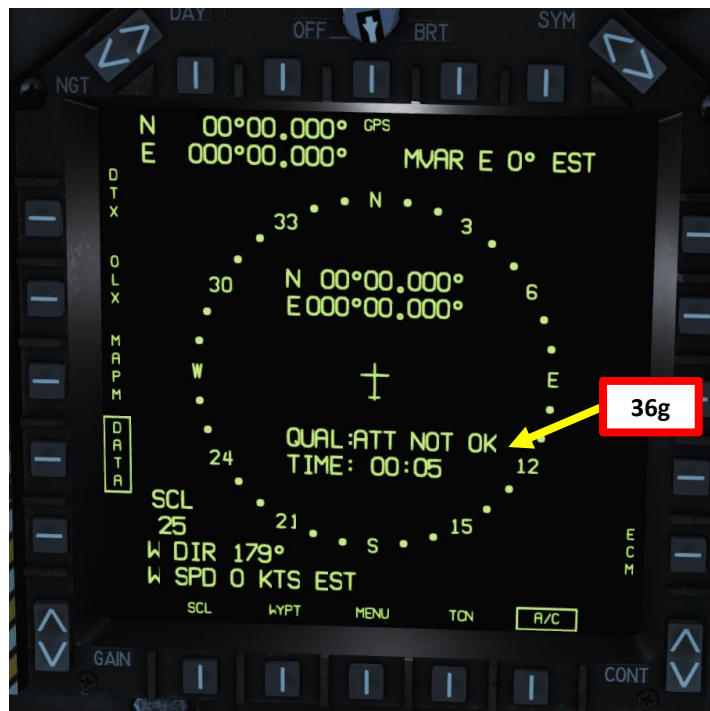 DAY OFF BRT SYM
NGT
N 00°00.000° GPS
E 000°00.000° MVAR E 0° EST
DTX
OLX
MAPM
DATA
N
33 3
30 6
W E
24 12
21 15
S
N 00°00.000°
E000°00.000°
QUAL:ATT NOT OK
TIME: 00:05
36g
SCL
25
W DIR 179°
W SPD 0 KTS EST
ECM
SCL WYPT MENU TCN A/C
GAIN CONT